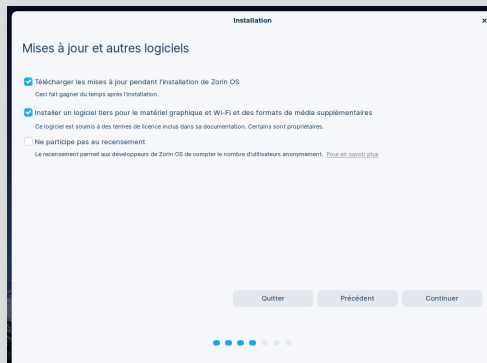 Installation
Mises à jour et autres logiciels
Télécharger les mises à jour pendant l'installation de Zorin OS
Ceci fait gagner du temps après l'installation.
Installer un logiciel tiers pour le matériel graphique et Wi-Fi et des formats de média supplémentaires
Ce logiciel est soumis à des termes de licence inclus dans sa documentation. Certains sont propriétaires.
Ne participe pas au recensement
Le recensement permet aux développeurs de Zorin OS de compter le nombre d'utilisateurs anonymement. Pour en savoir plus
Quitter Précédent Continuer